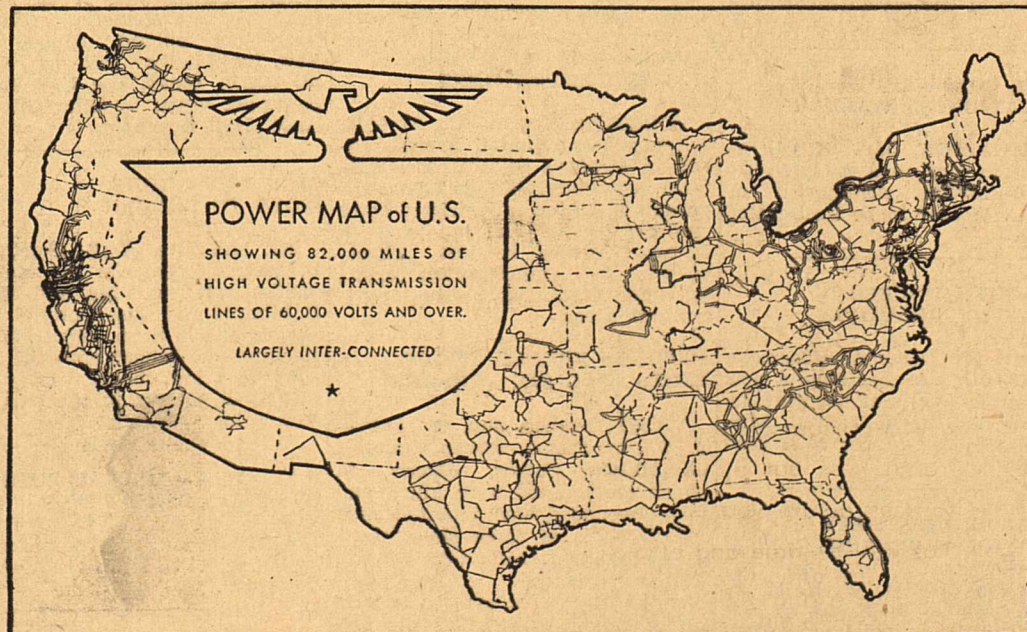 POWER MAP of U.S.
SHOWING 82,000 MILES OF
HIGH VOLTAGE TRANSMISSION
LINES OF 60,000 VOLTS AND OVER.
LARGELY INTER-CONNECTED